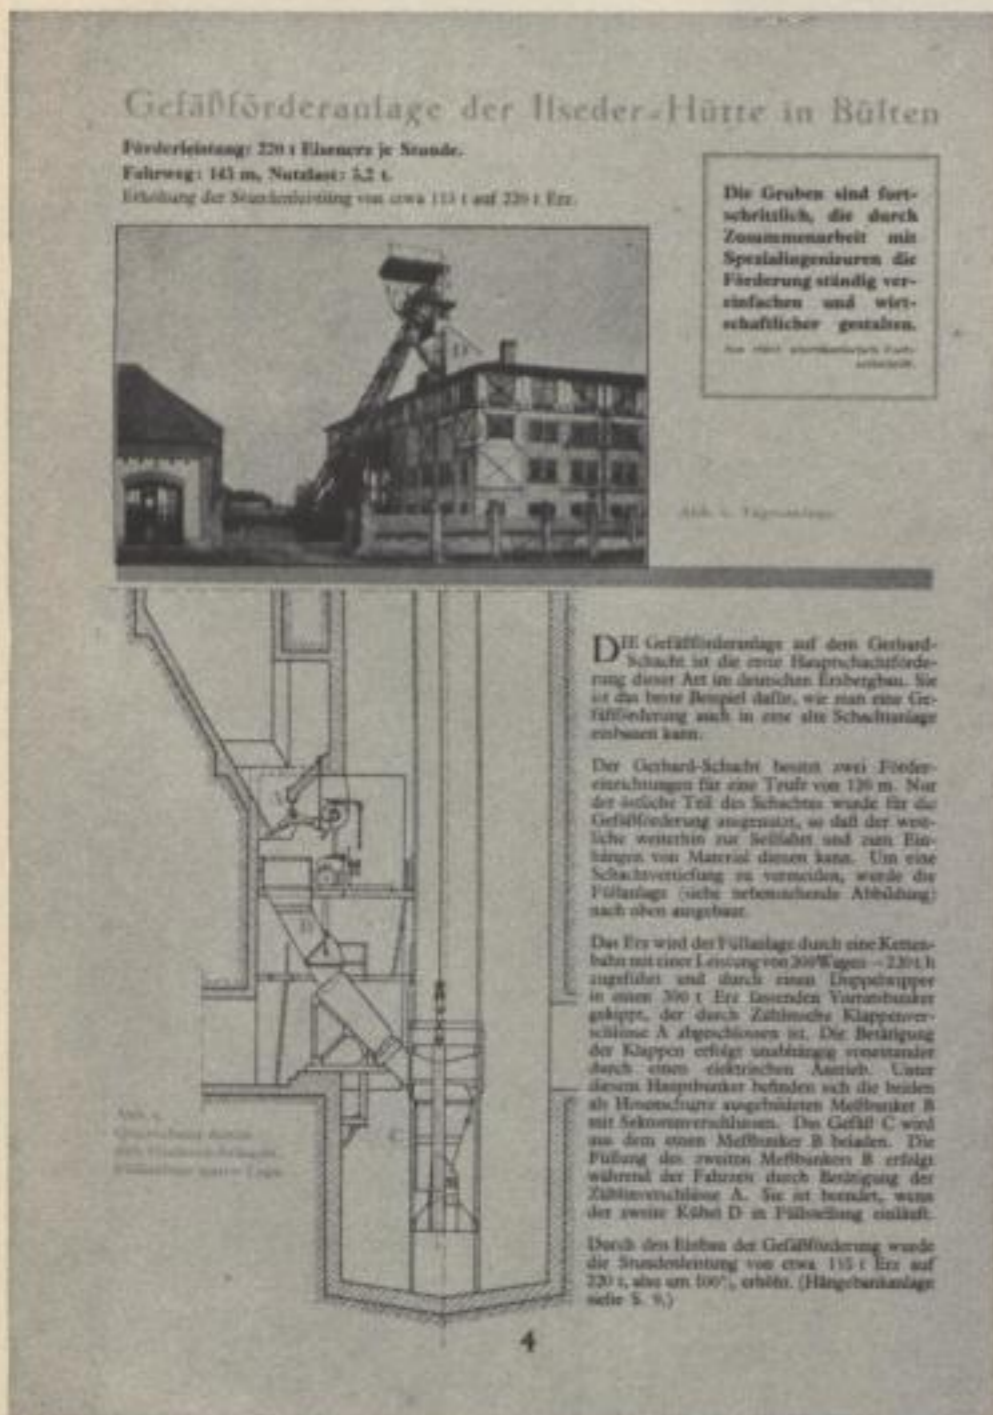 Gefäßförderanlage der Ilseder-Hütte in Bülten
Förderleistung: 220 t Eisenerz je Stunde.
Fahrweg: 145 m, Nutzlast: 5,2 t.
Erhöhung der Stundenleistung von etwa 115 t auf 220 t Erz.
Die Gruben sind fort-
schrittlich, die durch
Zusammenarbeit mit
Spezialingenieuren die
Förderung ständig ver-
einfachen und wirt-
schaftlicher gestalten.
Aus einer amerikanischen Fach-
zeitschrift.
D
Tagesanlage
DIE Gefäßförderanlage auf dem Gerhard-
Schacht ist die erste Hauptschachtförde-
rung dieser Art im deutschen Erzbergbau. Sie
ist das beste Beispiel dafür, wie man eine Ge-
fäßförderung auch in eine alte Schachtanlage
einbauen kann.
Der Gerhard-Schacht besitzt zwei Förder-
einrichtungen für eine Teufe von 120 m. Nur
der östliche Teil des Schachtes wurde für die
Gefäßförderung ausgenutzt, so daß der west-
liche weiterhin zur Seilfahrt und zum Ein-
hängen von Material dienen kann. Um eine
Schachtvertiefung zu vermeiden, wurde die
Füllanlage (siehe nebenstehende Abbildung)
nach oben ausgebaut.
Das Erz wird der Füllanlage durch eine Ketten-
bahn mit einer Leistung von 200 Wagen — 220 t/h
zugeführt und durch einen Doppelwipper
in einen 300 t Erz fassenden Vorratsbunker
gekippt, der durch Züblinsche Klappenver-
schlüsse A abgeschlossen ist. Die Betätigung
der Klappen erfolgt unabhängig voneinander
durch einen elektrischen Antrieb. Unter
diesem Hauptbunker befinden sich die beiden
als Hosenschurre ausgebildeten Meßbunker B
mit Sektorverschlüssen. Das Gefäß C wird
aus dem einen Meßbunker B beladen. Die
Füllung des zweiten Meßbunkers B erfolgt
während der Fahrzeit durch Betätigung der
Züblinverschlüsse A. Sie ist beendet, wenn
der zweite Kübel D in Füllstellung einläuft.
Durch den Einbau der Gefäßförderung wurde
die Stundenleistung von etwa 115 t Erz auf
220 t, also um 100%, erhöht. (Hängebankanlage
siehe S. 9.)
B
C
4